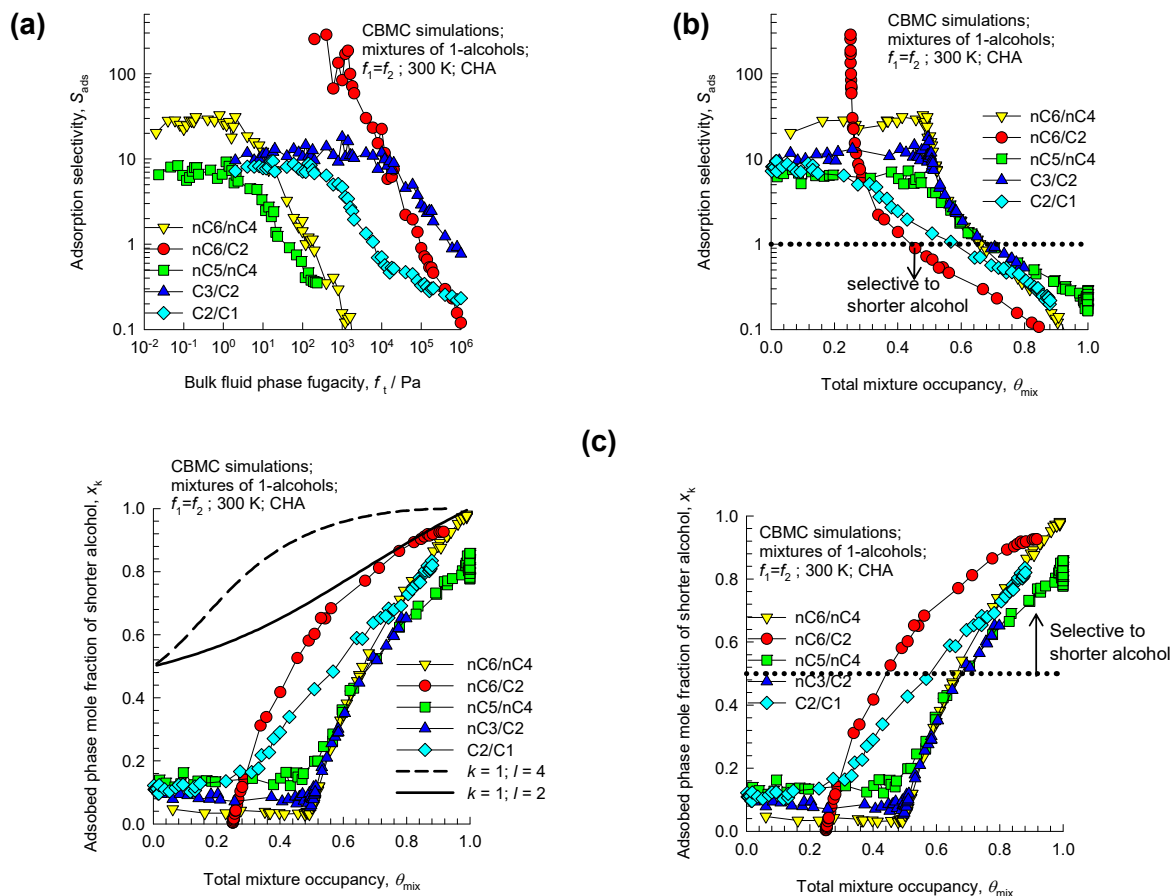 (a)
CBMC simulations;
mixtures of 1-alcohols;
f1=f2 ; 300 K; CHA
Adsorption selectivity, Sads
100
10
1
0.1
nC6/nC4
nC6/C2
nC5/nC4
C3/C2
C2/C1
10-2 10-1 100 101 102 103 104 105 106
Bulk fluid phase fugacity, f t / Pa
(b)
CBMC simulations;
mixtures of 1-alcohols;
f1=f2 ; 300 K; CHA
Adsorption selectivity, Sads
100
10
1
0.1
nC6/nC4
nC6/C2
nC5/nC4
C3/C2
C2/C1
selective to
shorter alcohol
0.0 0.2 0.4 0.6 0.8 1.0
Total mixture occupancy, θmix
(c)
CBMC simulations;
mixtures of 1-alcohols;
f1=f2 ; 300 K; CHA
Adsobed phase mole fraction of shorter alcohol, xk
1.0
0.8
0.6
0.4
0.2
0.0
nC6/nC4
nC6/C2
nC5/nC4
nC3/C2
C2/C1
k = 1; l = 4
k = 1; l = 2
0.0 0.2 0.4 0.6 0.8 1.0
Total mixture occupancy, θmix
CBMC simulations;
mixtures of 1-alcohols;
f1=f2 ; 300 K; CHA
Adsobed phase mole fraction of shorter alcohol, xk
1.0
0.8
0.6
0.4
0.2
0.0
nC6/nC4
nC6/C2
nC5/nC4
nC3/C2
C2/C1
Selective to
shorter alcohol
0.0 0.2 0.4 0.6 0.8 1.0
Total mixture occupancy, θmix